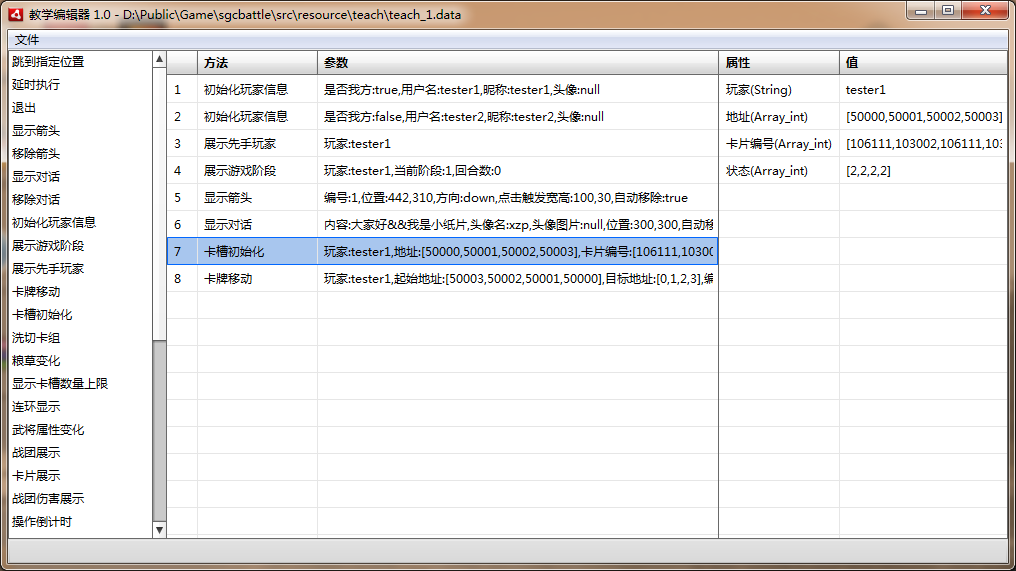 教学编辑器 1.0 - D:\Public\Game\sgcbattle\src\resource\teach\teach_1.data
文件
跳到指定位置
延时执行
退出
显示箭头
移除箭头
显示对话
移除对话
初始化玩家信息
展示游戏阶段
展示先手玩家
卡牌移动
卡槽初始化
洗切卡组
粮草变化
显示卡槽数量上限
连环显示
武将属性变化
战团展示
卡片展示
战团伤害展示
操作倒计时
方法 参数
1 初始化玩家信息 是否我方:true,用户名:tester1,昵称:tester1,头像:null
2 初始化玩家信息 是否我方:false,用户名:tester2,昵称:tester2,头像:null
3 展示先手玩家 玩家:tester1
4 展示游戏阶段 玩家:tester1,当前阶段:1,回合数:0
5 显示箭头 编号:1,位置:442,310,方向:down,点击触发宽高:100,30,自动移除:true
6 显示对话 内容:大家好&&我是小纸片,头像名:xzp,头像图片:null,位置:300,300,自动移
7 卡槽初始化 玩家:tester1,地址:[50000,50001,50002,50003],卡片编号:[106111,10300
8 卡牌移动 玩家:tester1,起始地址:[50003,50002,50001,50000],目标地址:[0,1,2,3],编
属性 值
玩家(String) tester1
地址(Array_int) [50000,50001,50002,50003]
卡片编号(Array_int) [106111,103002,106111,103
状态(Array_int) [2,2,2,2]